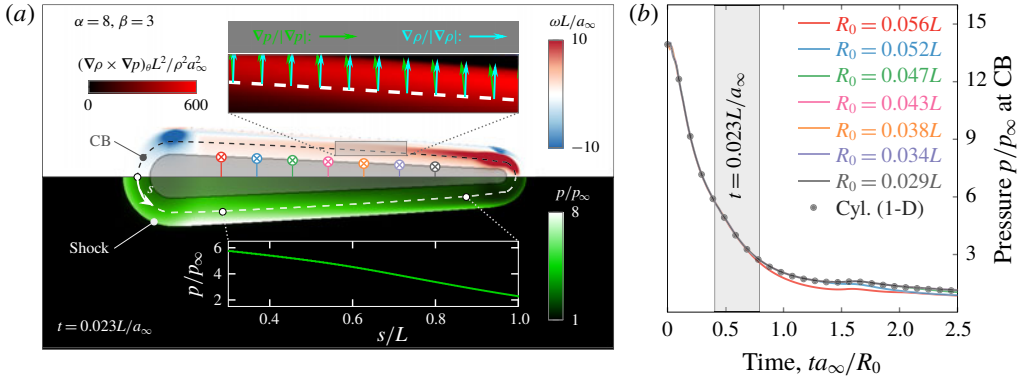 (a)
α = 8, β = 3
(∇ρ × ∇p)θL²/ρ²a²∞
0 600
∇p/|∇p|:
∇ρ/|∇ρ|:
ωL/a∞
10
−10
CB
s
Shock
p/p∞
8
1
6
4
2
p/p∞
0.4 0.6 0.8 1.0
s/L
t = 0.023L/a∞
(b)
t = 0.023L/a∞
R₀ = 0.056L
R₀ = 0.052L
R₀ = 0.047L
R₀ = 0.043L
R₀ = 0.038L
R₀ = 0.034L
R₀ = 0.029L
Cyl. (1-D)
15
12
9
6
3
Pressure p/p∞ at CB
0 0.5 1.0 1.5 2.0 2.5
Time, ta∞/R₀